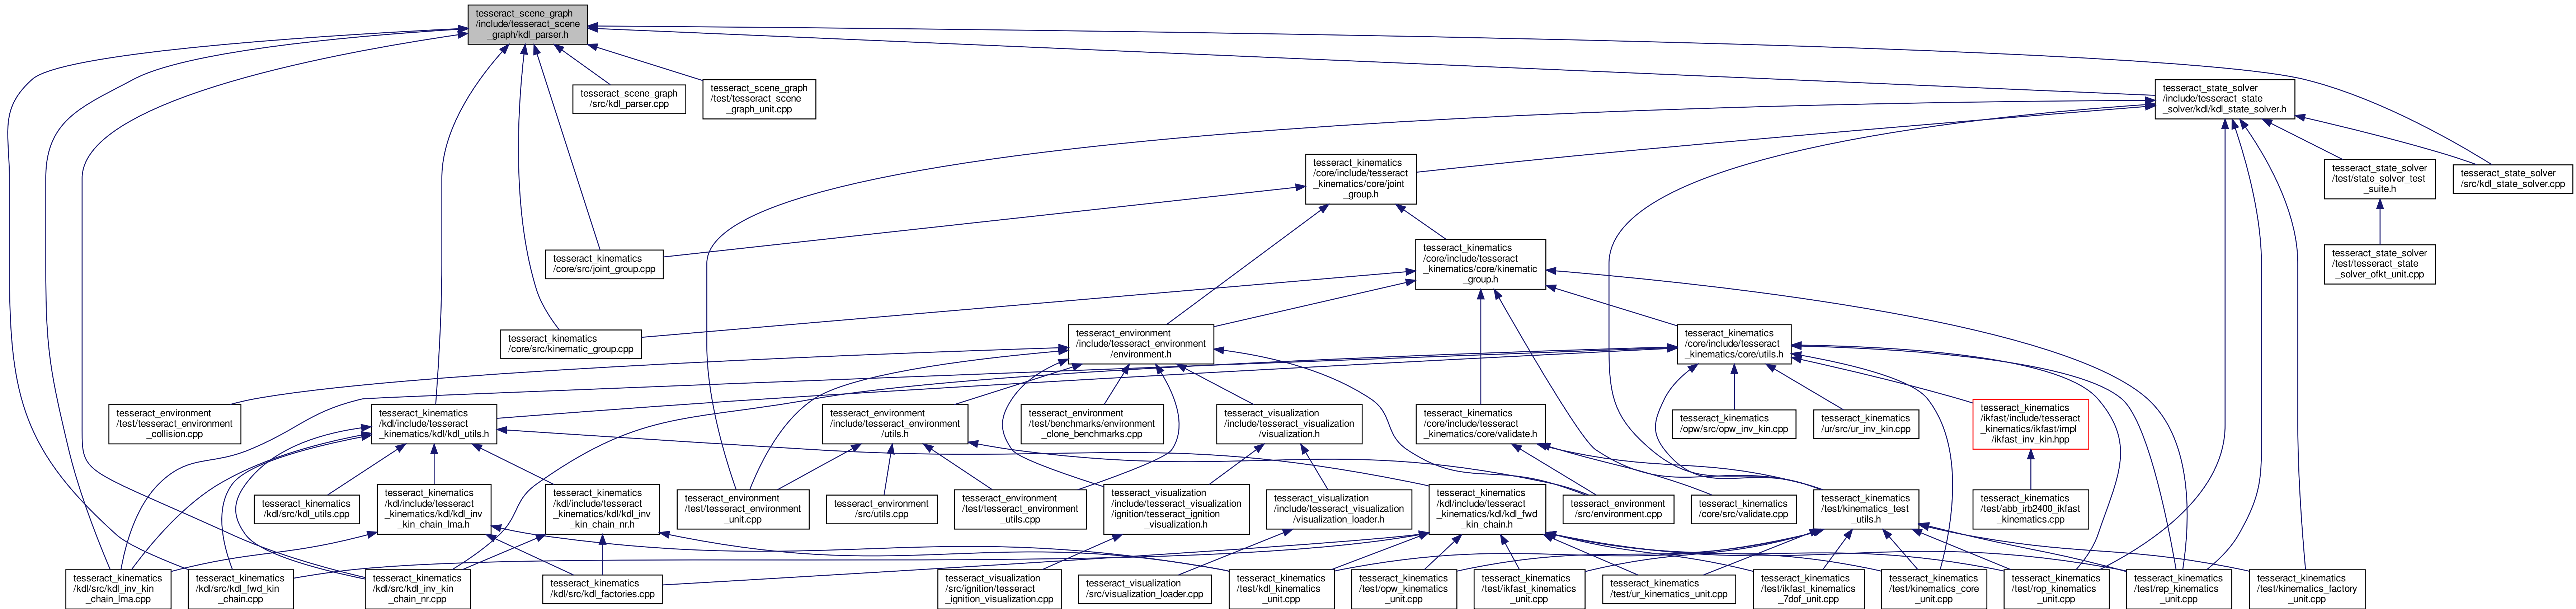 tesseract_scene_graph
/include/tesseract_scene
_graph/kdl_parser.h
tesseract_scene_graph
/src/kdl_parser.cpp
tesseract_scene_graph
/test/tesseract_scene
_graph_unit.cpp
tesseract_state_solver
/include/tesseract_state
_solver/kdl/kdl_state_solver.h
tesseract_kinematics
/core/include/tesseract
_kinematics/core/joint
_group.h
tesseract_state_solver
/test/state_solver_test
_suite.h
tesseract_state_solver
/src/kdl_state_solver.cpp
tesseract_kinematics
/core/src/joint_group.cpp
tesseract_kinematics
/core/include/tesseract
_kinematics/core/kinematic
_group.h
tesseract_state_solver
/test/tesseract_state
_solver_ofkt_unit.cpp
tesseract_kinematics
/core/src/kinematic_group.cpp
tesseract_environment
/include/tesseract_environment
/environment.h
tesseract_kinematics
/core/include/tesseract
_kinematics/core/utils.h
tesseract_environment
/test/tesseract_environment
_collision.cpp
tesseract_kinematics
/kdl/include/tesseract
_kinematics/kdl/kdl_utils.h
tesseract_environment
/include/tesseract_environment
/utils.h
tesseract_environment
/test/benchmarks/environment
_clone_benchmarks.cpp
tesseract_visualization
/include/tesseract_visualization
/visualization.h
tesseract_kinematics
/core/include/tesseract
_kinematics/core/validate.h
tesseract_kinematics
/opw/src/opw_inv_kin.cpp
tesseract_kinematics
/ur/src/ur_inv_kin.cpp
tesseract_kinematics
/ikfast/include/tesseract
_kinematics/ikfast/impl
/ikfast_inv_kin.hpp
tesseract_kinematics
/kdl/src/kdl_utils.cpp
tesseract_kinematics
/kdl/include/tesseract
_kinematics/kdl/kdl_inv
_kin_chain_lma.h
tesseract_kinematics
/kdl/include/tesseract
_kinematics/kdl/kdl_inv
_kin_chain_nr.h
tesseract_environment
/test/tesseract_environment
_unit.cpp
tesseract_environment
/src/utils.cpp
tesseract_environment
/test/tesseract_environment
_utils.cpp
tesseract_visualization
/include/tesseract_visualization
/ignition/tesseract_ignition
_visualization.h
tesseract_visualization
/include/tesseract_visualization
/visualization_loader.h
tesseract_kinematics
/kdl/include/tesseract
_kinematics/kdl/kdl_fwd
_kin_chain.h
tesseract_environment
/src/environment.cpp
tesseract_kinematics
/core/src/validate.cpp
tesseract_kinematics
/test/kinematics_test
_utils.h
tesseract_kinematics
/test/abb_irb2400_ikfast
_kinematics.cpp
tesseract_kinematics
/kdl/src/kdl_inv_kin
_chain_lma.cpp
tesseract_kinematics
/kdl/src/kdl_fwd_kin
_chain.cpp
tesseract_kinematics
/kdl/src/kdl_inv_kin
_chain_nr.cpp
tesseract_kinematics
/kdl/src/kdl_factories.cpp
tesseract_visualization
/src/ignition/tesseract
_ignition_visualization.cpp
tesseract_visualization
/src/visualization_loader.cpp
tesseract_kinematics
/test/kdl_kinematics
_unit.cpp
tesseract_kinematics
/test/opw_kinematics
_unit.cpp
tesseract_kinematics
/test/ikfast_kinematics
_unit.cpp
tesseract_kinematics
/test/ur_kinematics_unit.cpp
tesseract_kinematics
/test/ikfast_kinematics
_7dof_unit.cpp
tesseract_kinematics
/test/kinematics_core
_unit.cpp
tesseract_kinematics
/test/rop_kinematics
_unit.cpp
tesseract_kinematics
/test/rep_kinematics
_unit.cpp
tesseract_kinematics
/test/kinematics_factory
_unit.cpp